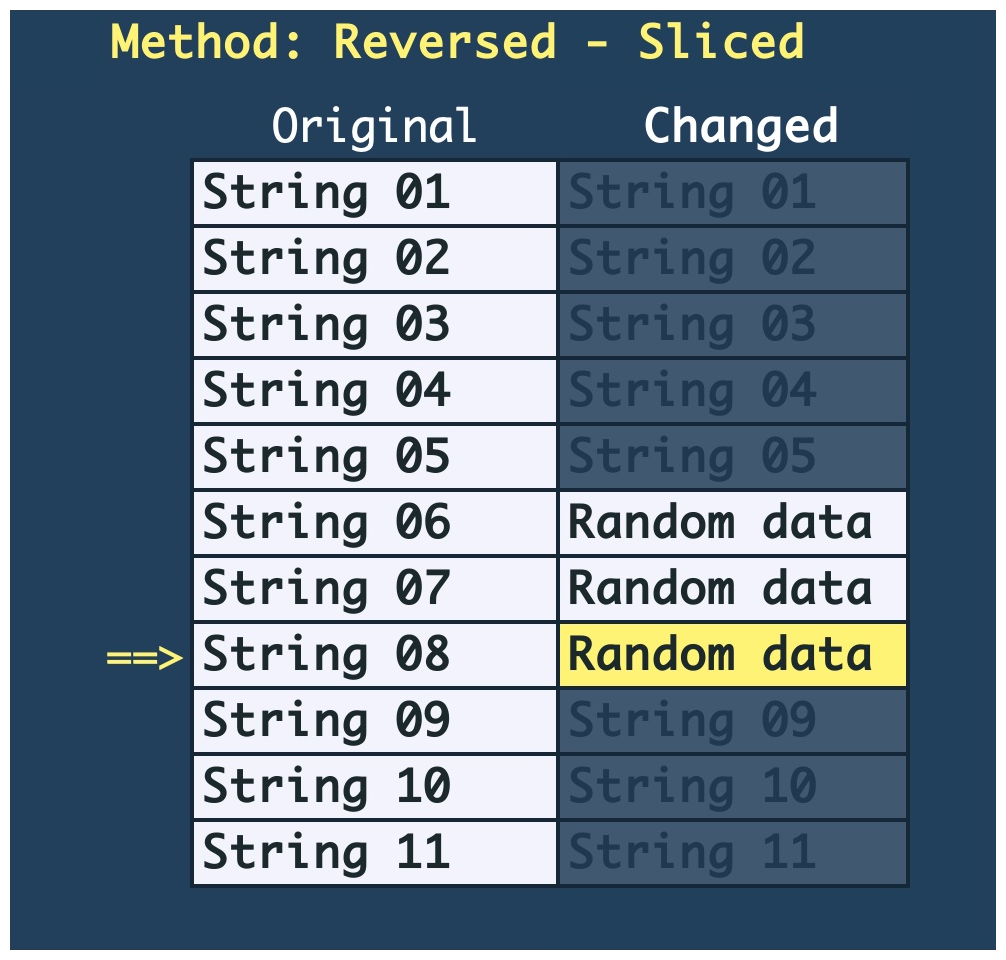 Method: Reversed - Sliced
Original Changed
String 01 String 01
String 02 String 02
String 03 String 03
String 04 String 04
String 05 String 05
String 06 Random data
String 07 Random data
==> String 08 Random data
String 09 String 09
String 10 String 10
String 11 String 11